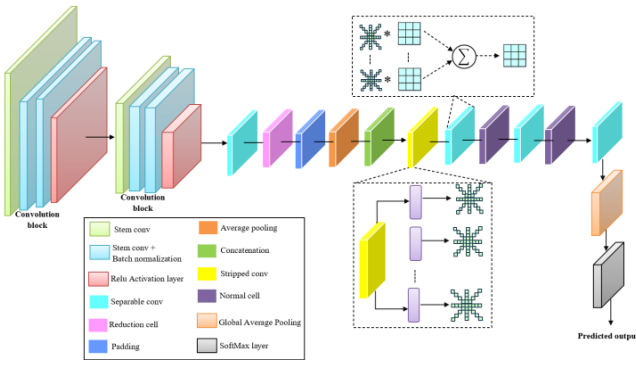 Convolution
block
Convolution
block
Stem conv
Stem conv +
Batch normalization
Relu Activation layer
Separable conv
Reduction cell
Padding
Average pooling
Concatenation
Stripped conv
Normal cell
Global Average Pooling
SoftMax layer
Predicted outpu